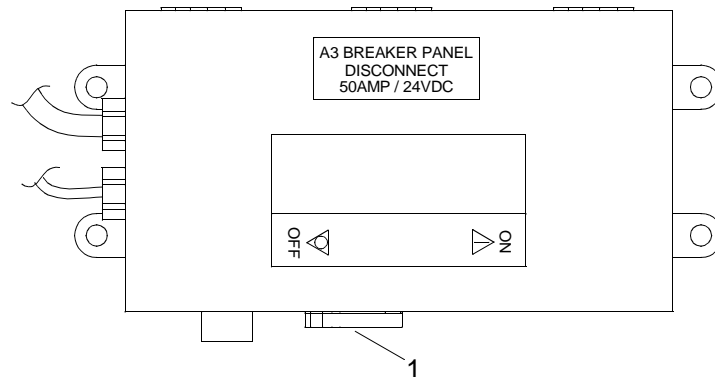 A3 BREAKER PANEL
DISCONNECT
50AMP / 24VDC
OFF
ON
1